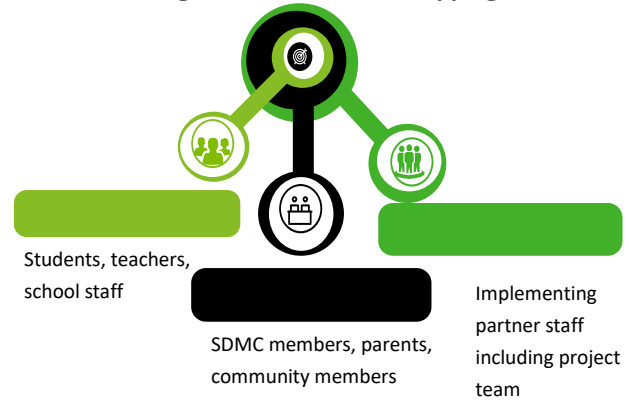 Students, teachers,
school staff
SDMC members, parents,
community members
Implementing
partner staff
including project
team